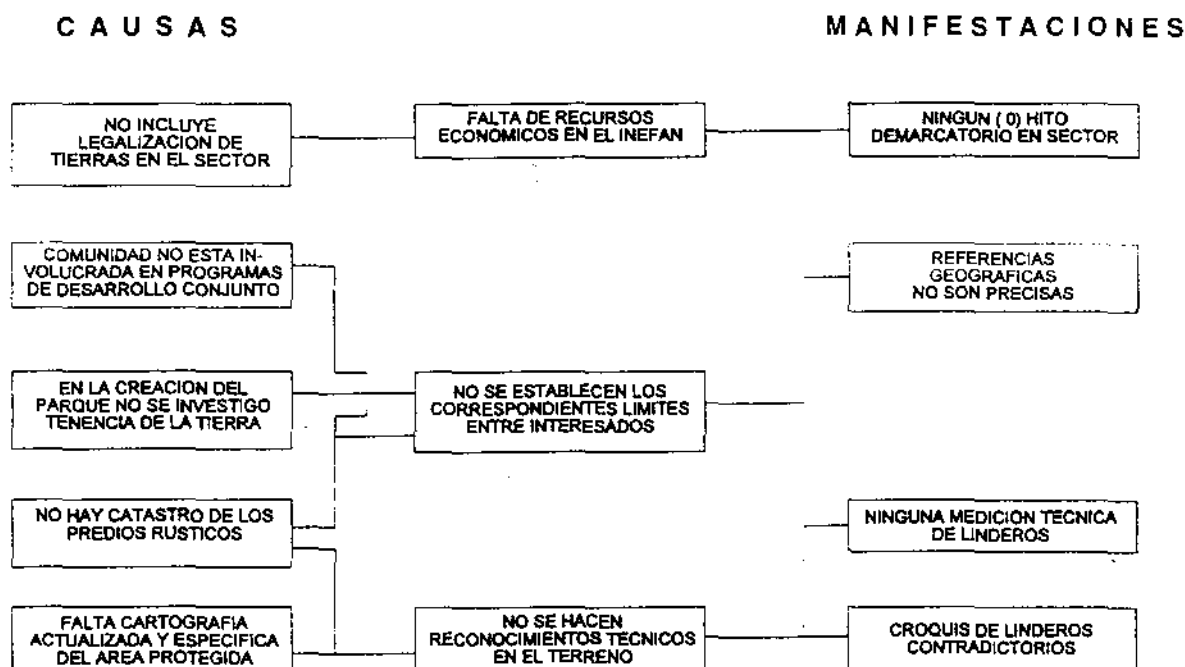 CAUSAS
MANIFESTACIONES
NO INCLUYE
LEGALIZACION DE
TIERRAS EN EL SECTOR
FALTA DE RECURSOS
ECONOMICOS EN EL INEFAN
NINGUN ( 0) HITO
DEMARCATORIO EN SECTOR
COMUNIDAD NO ESTA IN-
VOLUCRADA EN PROGRAMAS
DE DESARROLLO CONJUNTO
REFERENCIAS
GEOGRAFICAS
NO SON PRECISAS
EN LA CREACION DEL
PARQUE NO SE INVESTIGO
TENENCIA DE LA TIERRA
NO SE ESTABLECEN LOS
CORRESPONDIENTES LIMITES
ENTRE INTERESADOS
NO HAY CATASTRO DE LOS
PREDIOS RUSTICOS
NINGUNA MEDICION TECNICA
DE LINDEROS
FALTA CARTOGRAFIA
ACTUALIZADA Y ESPECIFICA
DEL AREA PROTEGIDA
NO SE HACEN
RECONOCIMIENTOS TECNICOS
EN EL TERRENO
CROQUIS DE LINDEROS
CONTRADICTORIOS